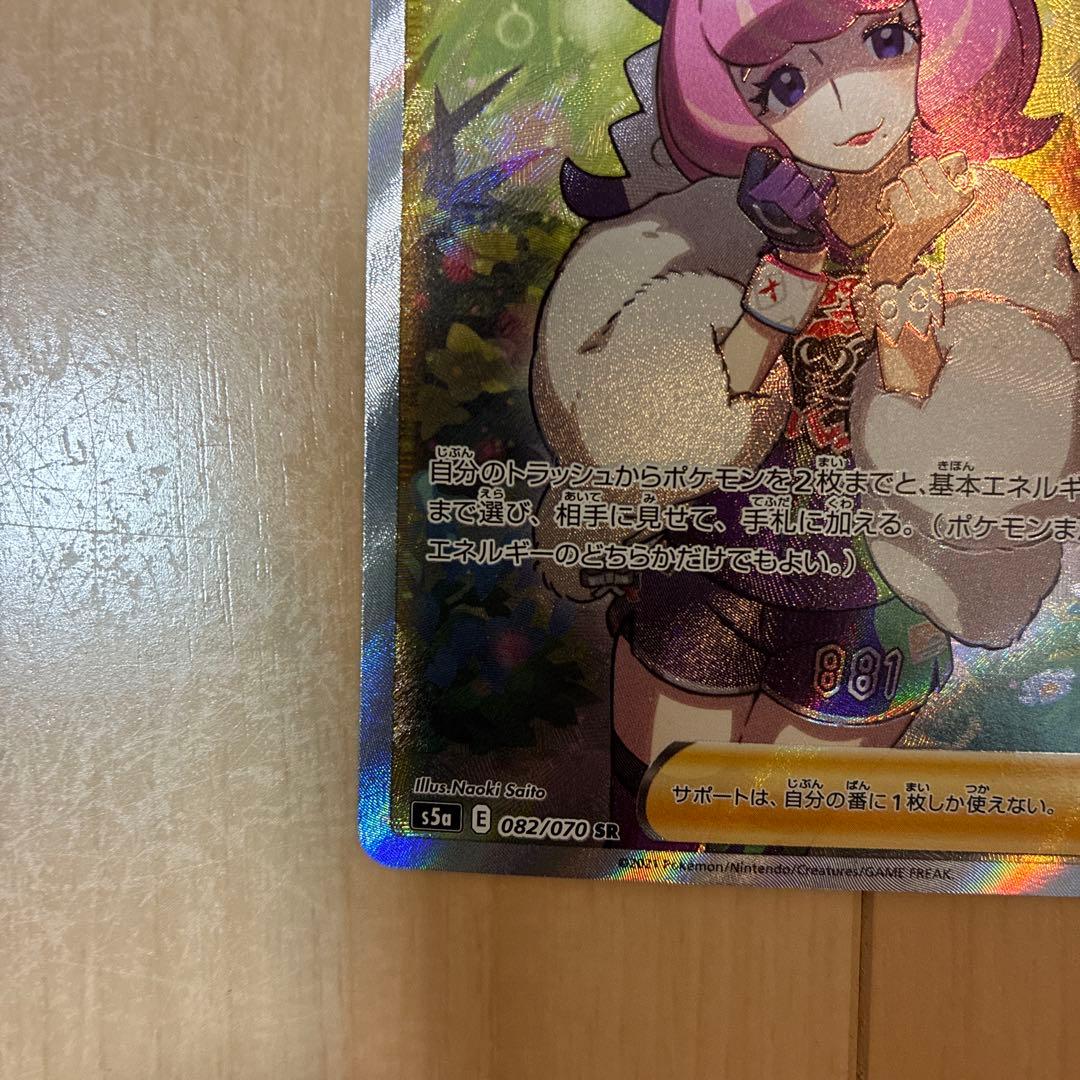 自分のトラッシュからポケモンを2枚までと、基本エネルギ
まで選び、相手に見せて、手札に加える。（ポケモンま
エネルギーのどちらかだけでもよい。）
881
サポートは、自分の番に1枚しか使えない。
Illus.Naoki Saito
s5a E 082/070 SR
©2021 Pokémon/Nintendo/Creatures/GAME FREAK.